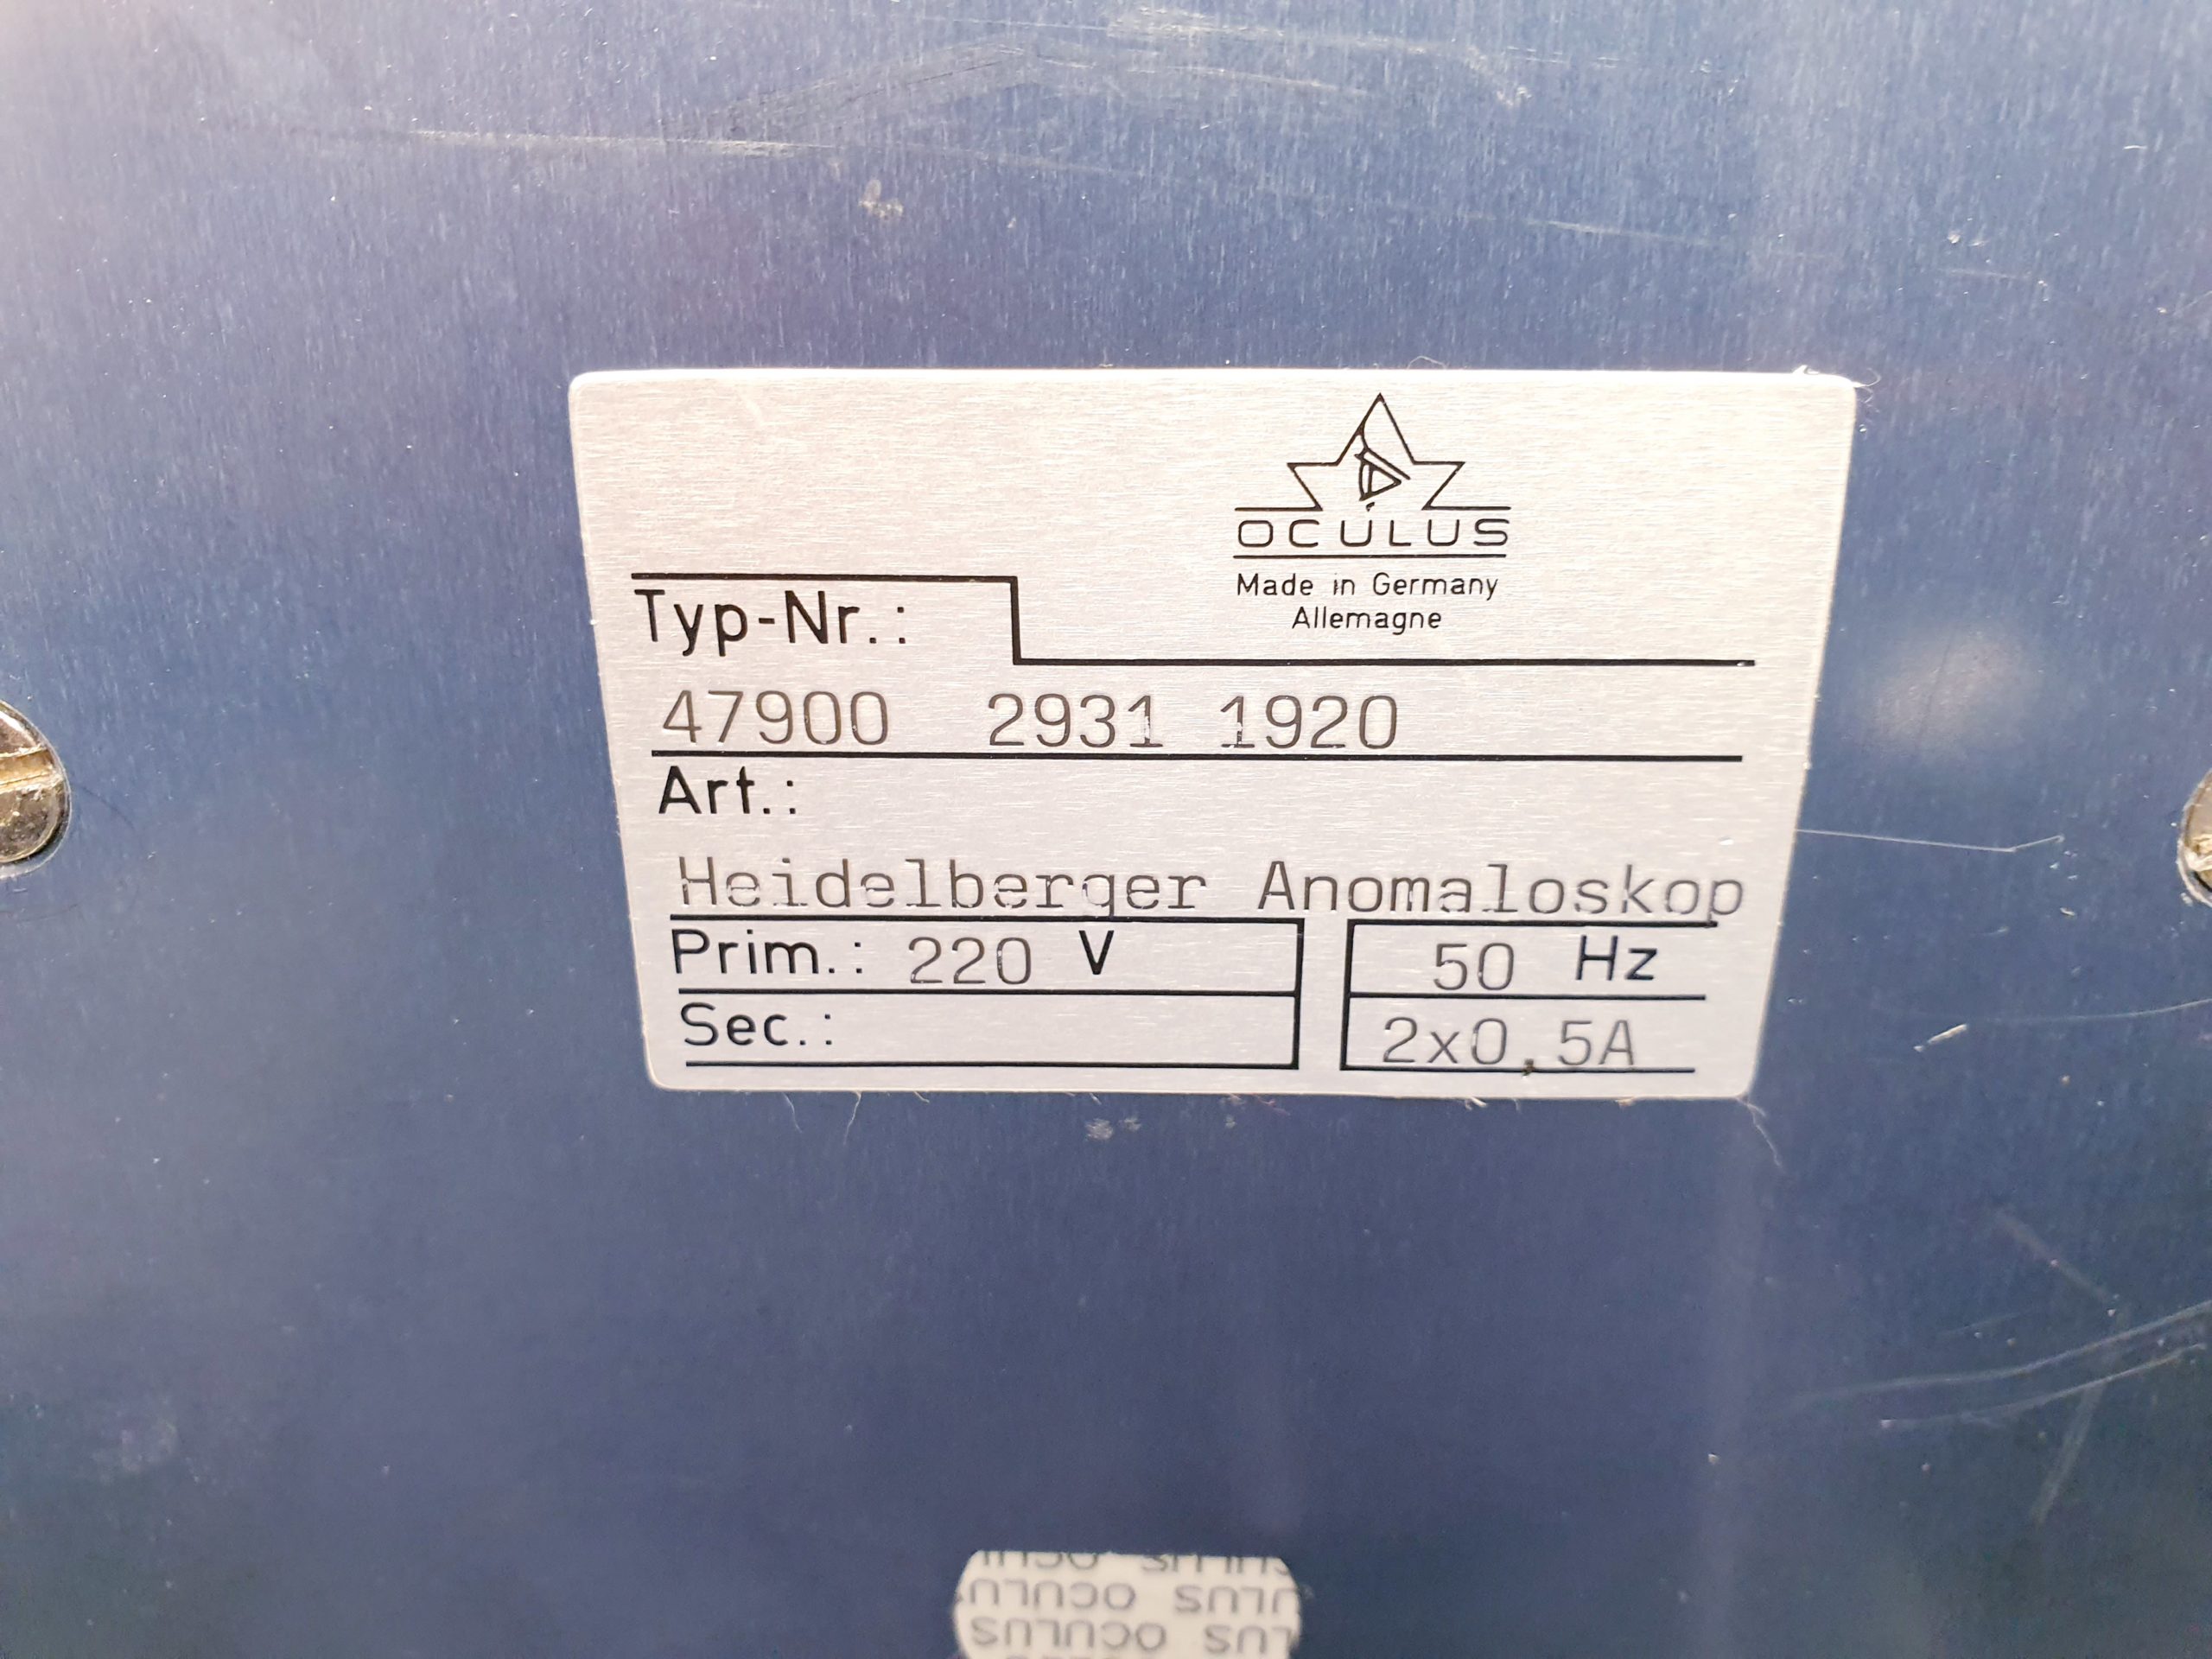 OCULUS
Made in Germany
Allemagne
Typ-Nr.:
47900 2931 1920
Art.:
Heidelberger Anomaloskop
Prim.: 220 V 50 Hz
Sec.: 2x0,5A
OCULUS
OCULUS